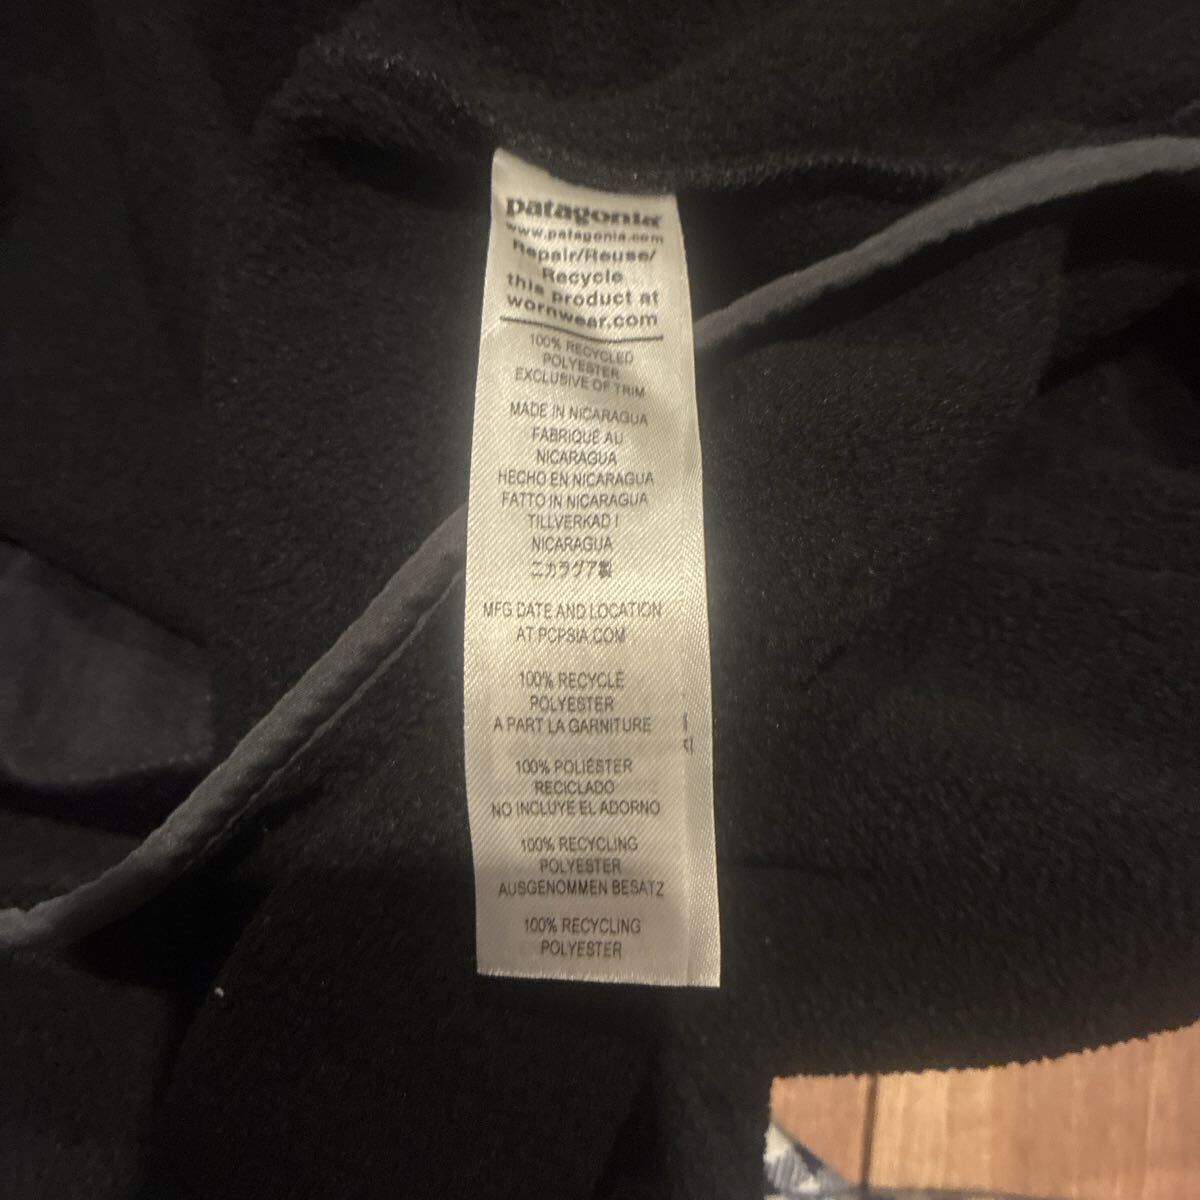 patagonia
www.patagonia.com
Repair/Reuse/
Recycle
this product at
wornwear.com
100% RECYCLED
POLYESTER
EXCLUSIVE OF TRIM
MADE IN NICARAGUA
FABRIQUÉ AU
NICARAGUA
HECHO EN NICARAGUA
FATTO IN NICARAGUA
TILLVERKAD I
NICARAGUA
ニカラグア製
MFG DATE AND LOCATION
AT PCPSIA.COM
100% RECYCLÉ
POLYESTER
A PART LA GARNITURE
100% POLIÉSTER
RECICLADO
NO INCLUYE EL ADORNO
100% RECYCLING
POLYESTER
AUSGENOMMEN BESATZ
100% RECYCLING
POLYESTER